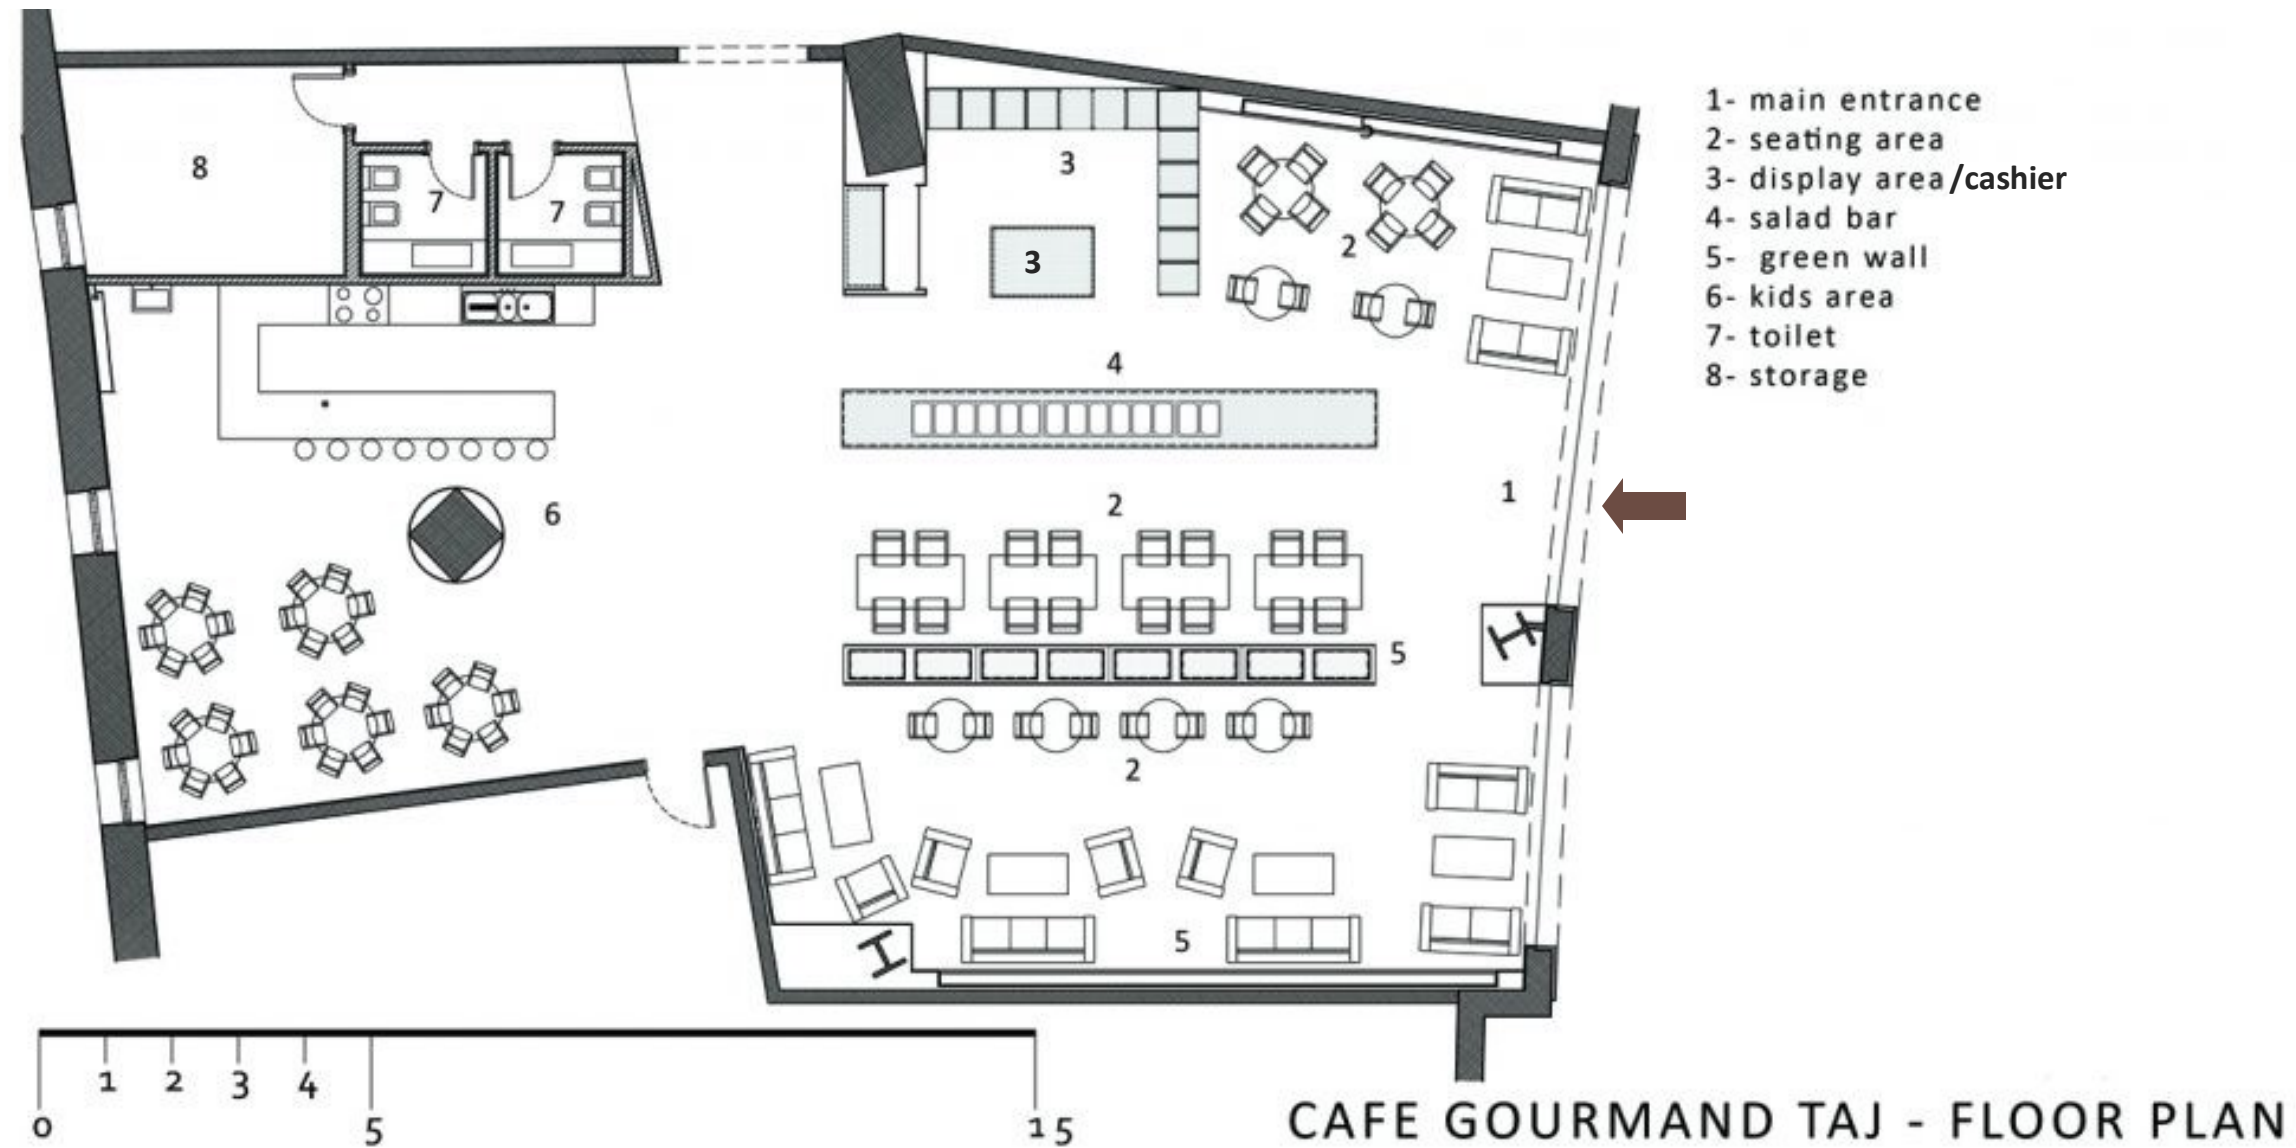 1- main entrance
2- seating area
3- display area/cashier
4- salad bar
5- green wall
6- kids area
7- toilet
8- storage
8
7
7
3
3
5
2
4
1
2
6
5
2
5
1 2 3 4
0 5 15
CAFE GOURMAND TAJ - FLOOR PLAN